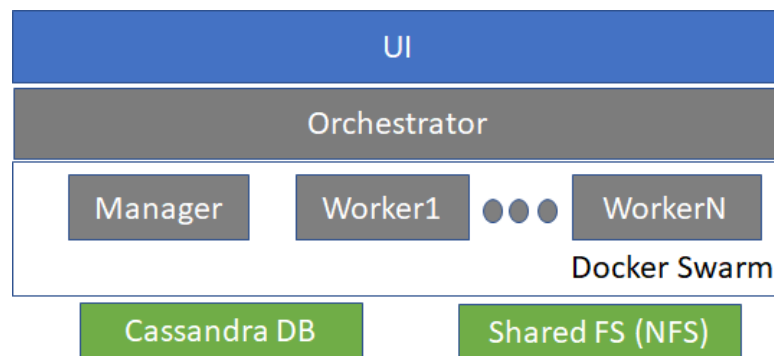 UI
Orchestrator
Manager
Worker1
WorkerN
Docker Swarm
Cassandra DB
Shared FS (NFS)